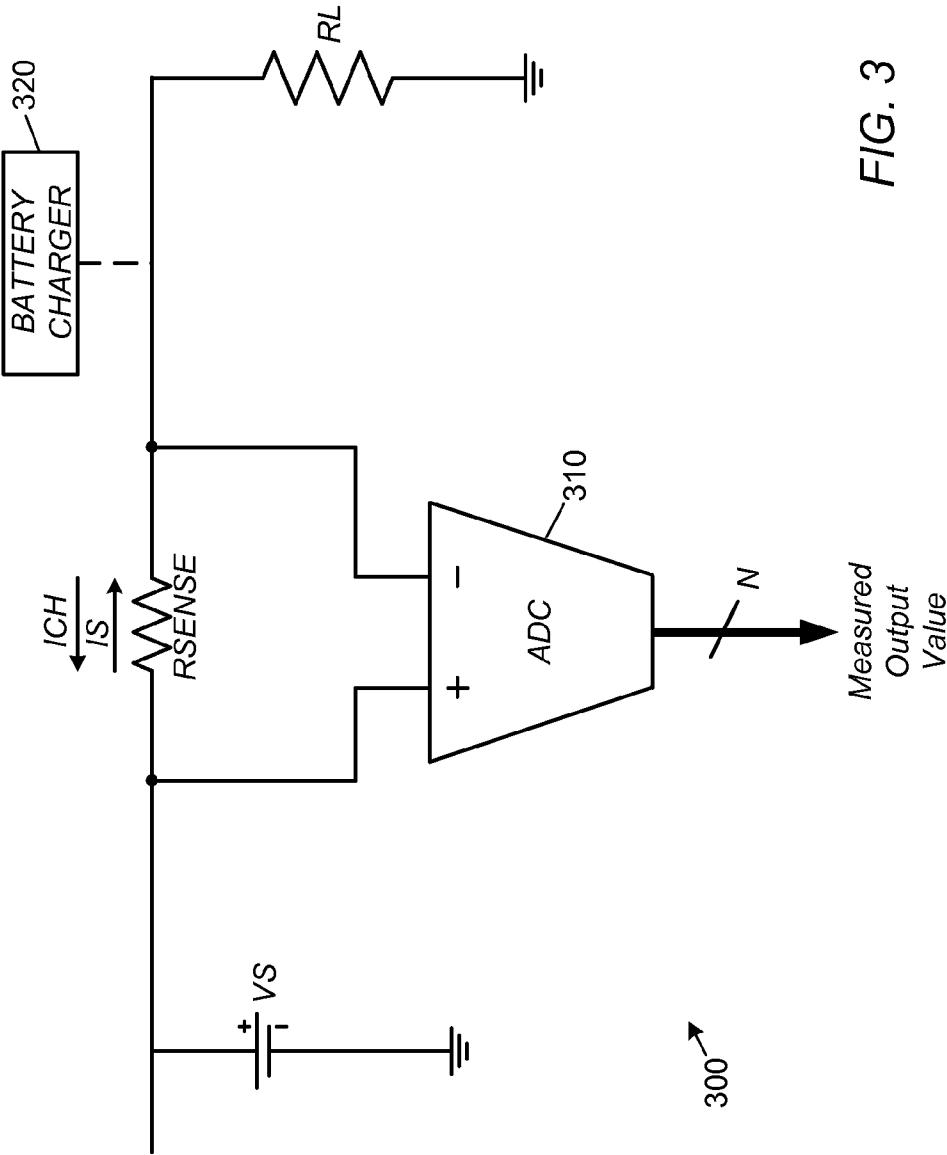 BATTERY
CHARGER
320
ICH
IS
RSENSE
RL
VS
+
-
+
-
ADC
310
N
Measured
Output
Value
300
FIG. 3